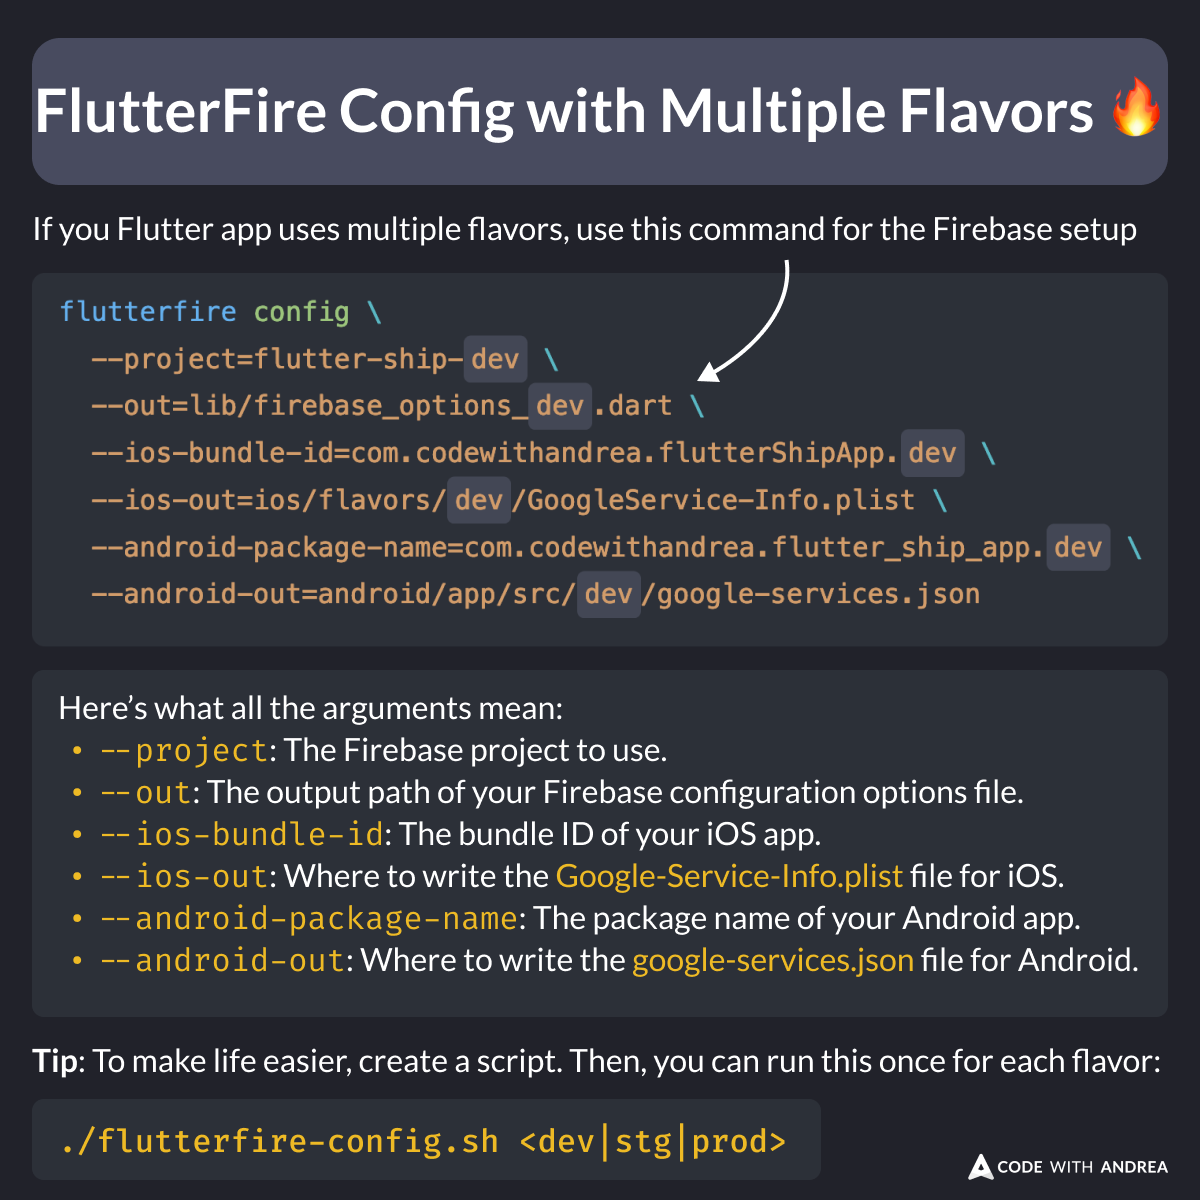 FlutterFire Config with Multiple Flavors 🔥
If you Flutter app uses multiple flavors, use this command for the Firebase setup
flutterfire config \
--project=flutter-ship-dev \
--out=lib/firebase_options_dev.dart \
--ios-bundle-id=com.codewithandrea.flutterShipApp.dev \
--ios-out=ios/flavors/dev/GoogleService-Info.plist \
--android-package-name=com.codewithandrea.flutter_ship_app.dev \
--android-out=android/app/src/dev/google-services.json
Here’s what all the arguments mean:
• --project: The Firebase project to use.
• --out: The output path of your Firebase configuration options file.
• --ios-bundle-id: The bundle ID of your iOS app.
• --ios-out: Where to write the Google-Service-Info.plist file for iOS.
• --android-package-name: The package name of your Android app.
• --android-out: Where to write the google-services.json file for Android.
Tip: To make life easier, create a script. Then, you can run this once for each flavor:
./flutterfire-config.sh <dev|stg|prod>
CODE WITH ANDREA